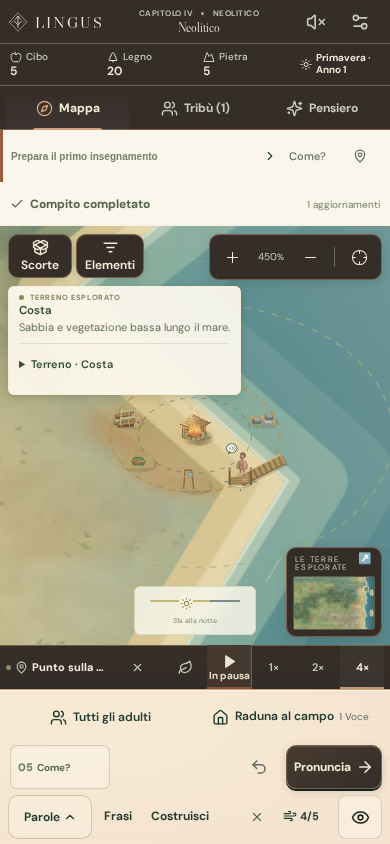 LINGUS
CAPITOLO IV • NEOLITICO
Neolitico
Cibo
5
Legno
20
Pietra
5
Primavera ·
Anno 1
Mappa
Tribù (1)
Pensiero
Prepara il primo insegnamento
Come?
Compito completato
1 aggiornamenti
Scorte
Elementi
450%
TERRENO ESPLORATO
Costa
Sabbia e vegetazione bassa lungo il mare.
Terreno · Costa
LE TERRE
ESPLORATE
31s alla notte
Punto sulla ...
In pausa
1×
2×
4×
Tutti gli adulti
Raduna al campo 1 Voce
05 Come?
Pronuncia
Parole
Frasi
Costruisci
4/5